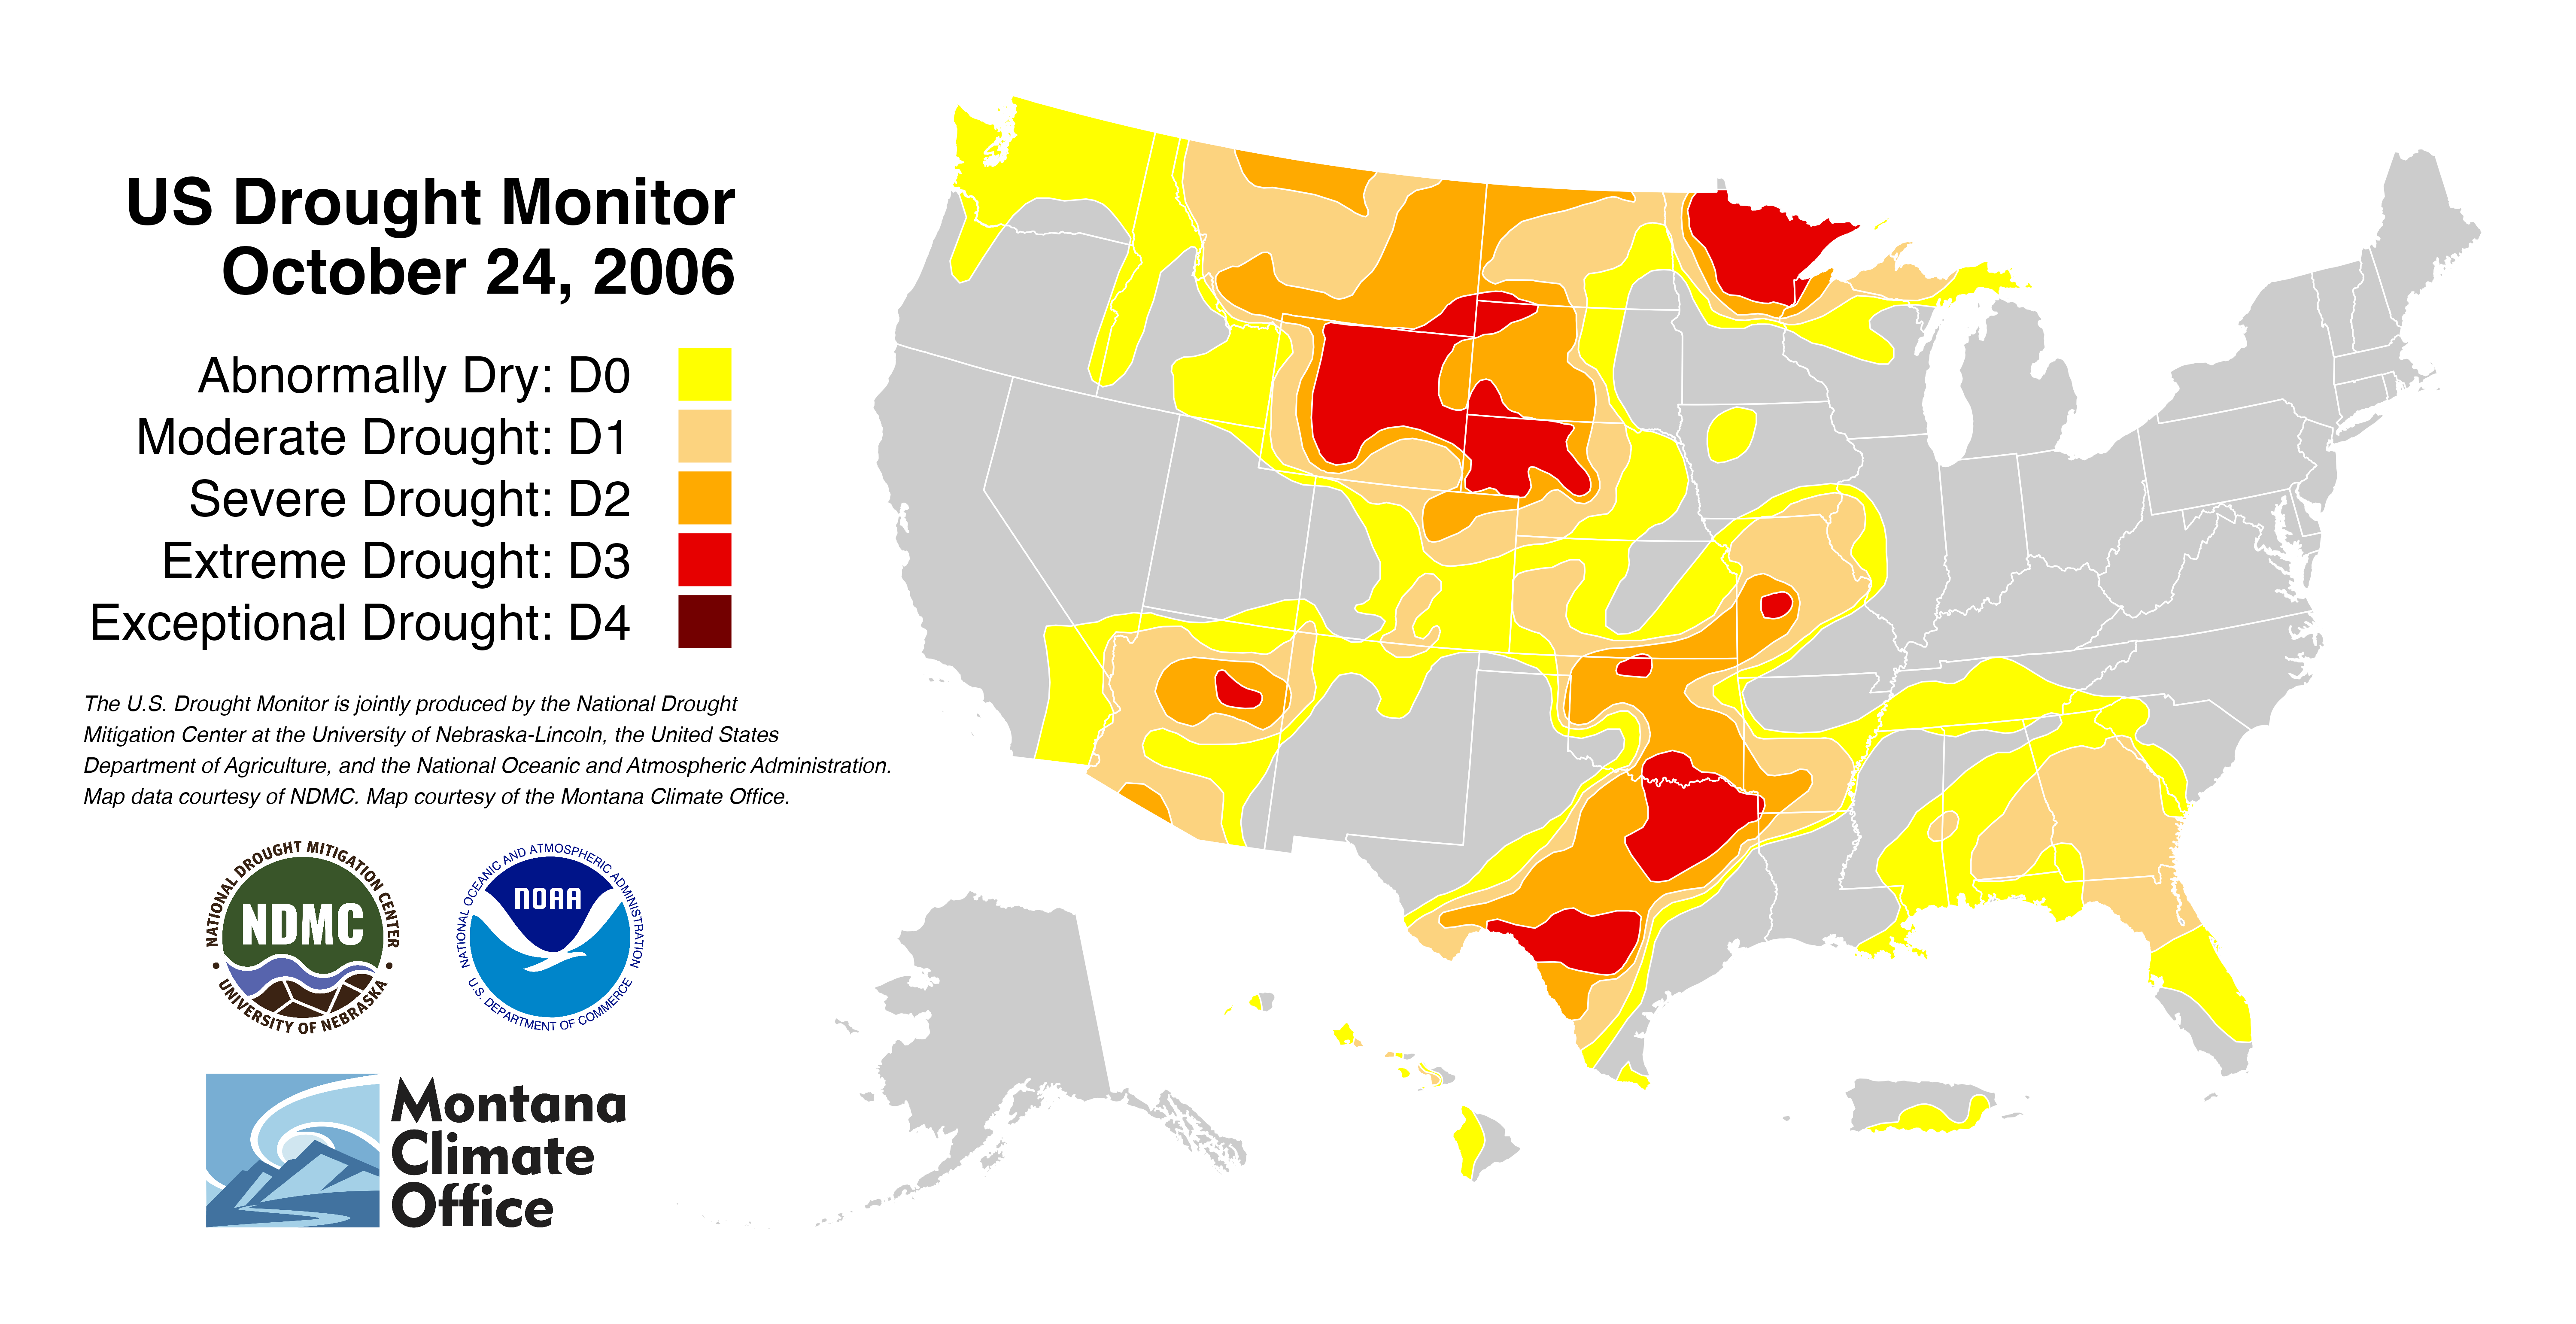 US Drought Monitor
October 24, 2006
Abnormally Dry: D0
Moderate Drought: D1
Severe Drought: D2
Extreme Drought: D3
Exceptional Drought: D4
The U.S. Drought Monitor is jointly produced by the National Drought
Mitigation Center at the University of Nebraska-Lincoln, the United States
Department of Agriculture, and the National Oceanic and Atmospheric Administration.
Map data courtesy of NDMC. Map courtesy of the Montana Climate Office.
NATIONAL DROUGHT MITIGATION CENTER
NDMC
• UNIVERSITY OF NEBRASKA •
NATIONAL OCEANIC AND ATMOSPHERIC ADMINISTRATION
NOAA
U.S. DEPARTMENT OF COMMERCE
Montana
Climate
Office